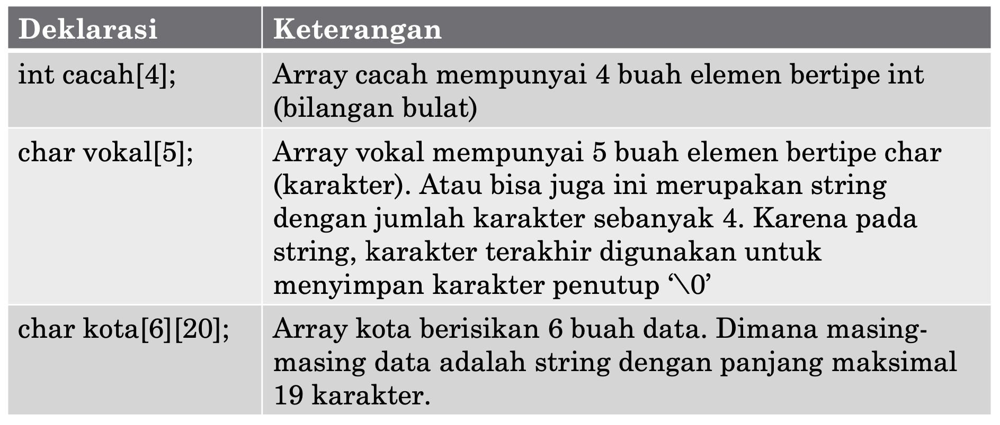 Deklarasi
Keterangan
int cacah[4];
Array cacah mempunyai 4 buah elemen bertipe int
(bilangan bulat)
char vokal[5];
Array vokal mempunyai 5 buah elemen bertipe char
(karakter). Atau bisa juga ini merupakan string
dengan jumlah karakter sebanyak 4. Karena pada
string, karakter terakhir digunakan untuk
menyimpan karakter penutup ‘\0’
char kota[6][20];
Array kota berisikan 6 buah data. Dimana masing-
masing data adalah string dengan panjang maksimal
19 karakter.